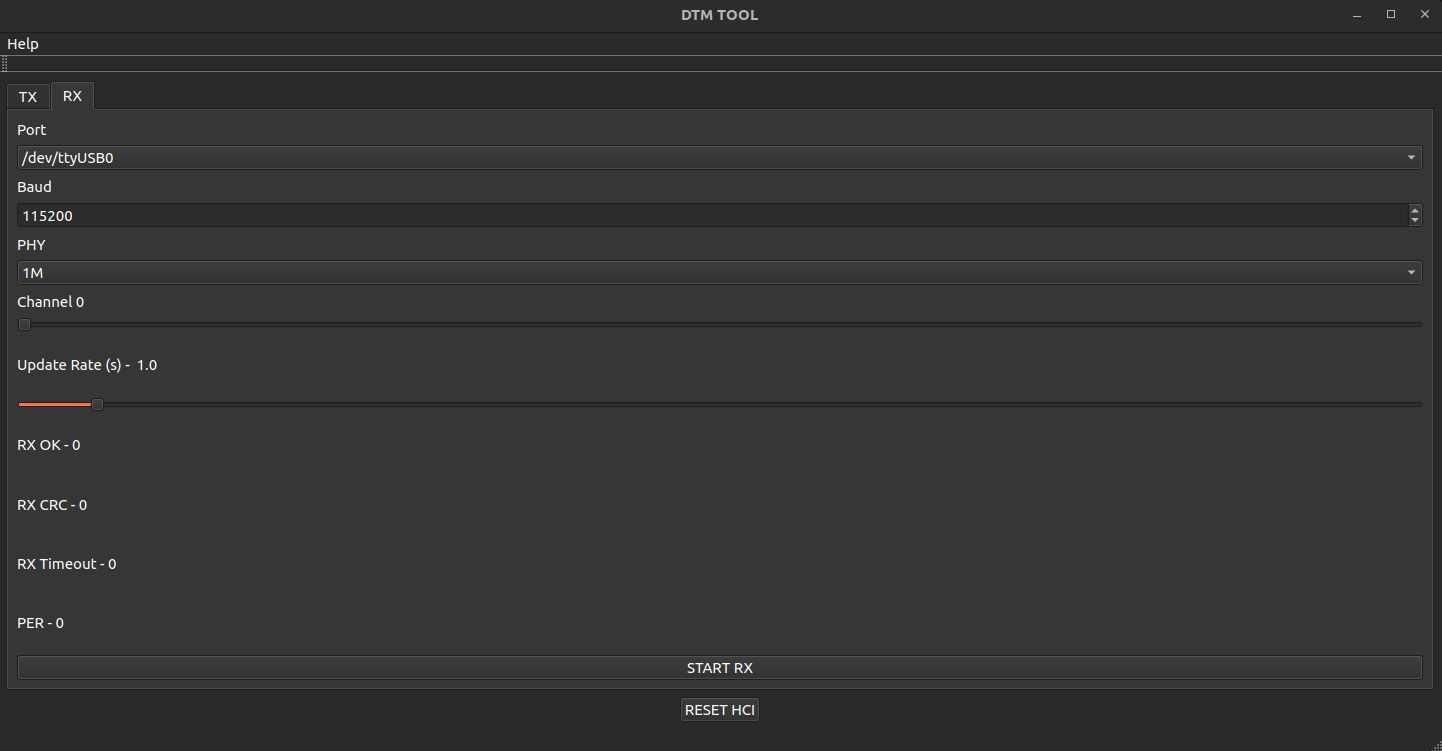 DTM TOOL
Help
TX
RX
Port
/dev/ttyUSB0
Baud
115200
PHY
1M
Channel 0
Update Rate (s) - 1.0
RX OK - 0
RX CRC - 0
RX Timeout - 0
PER - 0
START RX
RESET HCI